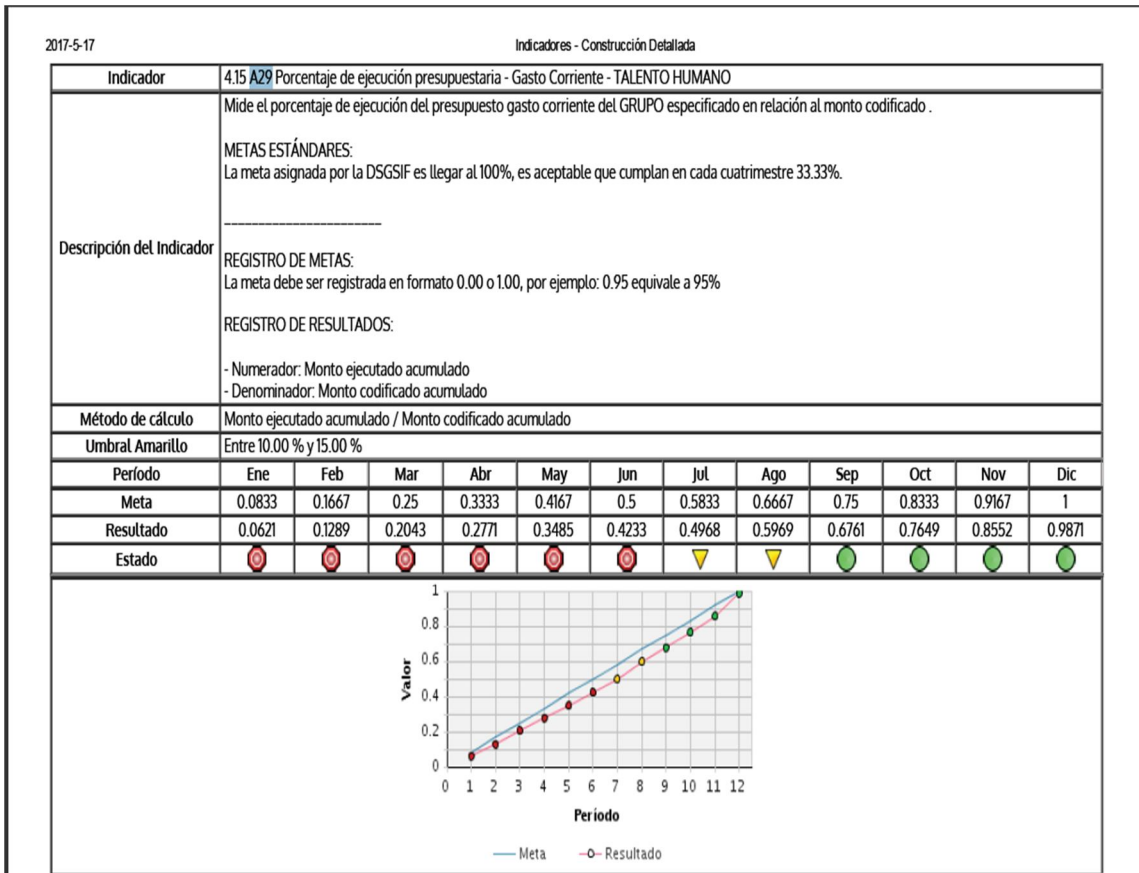 2017-5-17 Indicadores - Construcción Detallada
Indicador 4.15 A29 Porcentaje de ejecución presupuestaria - Gasto Corriente - TALENTO HUMANO
Mide el porcentaje de ejecución del presupuesto gasto corriente del GRUPO especificado en relación al monto codificado .
METAS ESTÁNDARES:
La meta asignada por la DSGSIF es llegar al 100%, es aceptable que cumplan en cada cuatrimestre 33.33%.
-----------------------
Descripción del Indicador
REGISTRO DE METAS:
La meta debe ser registrada en formato 0.00 o 1.00, por ejemplo: 0.95 equivale a 95%
REGISTRO DE RESULTADOS:
- Numerador: Monto ejecutado acumulado
- Denominador: Monto codificado acumulado
Método de cálculo Monto ejecutado acumulado / Monto codificado acumulado
Umbral Amarillo Entre 10.00 % y 15.00 %
Período Ene Feb Mar Abr May Jun Jul Ago Sep Oct Nov Dic
Meta 0.0833 0.1667 0.25 0.3333 0.4167 0.5 0.5833 0.6667 0.75 0.8333 0.9167 1
Resultado 0.0621 0.1289 0.2043 0.2771 0.3485 0.4233 0.4968 0.5969 0.6761 0.7649 0.8552 0.9871
Estado
1
0.8
0.6
0.4
0.2
0
Valor
0 1 2 3 4 5 6 7 8 9 10 11 12
Período
Meta Resultado